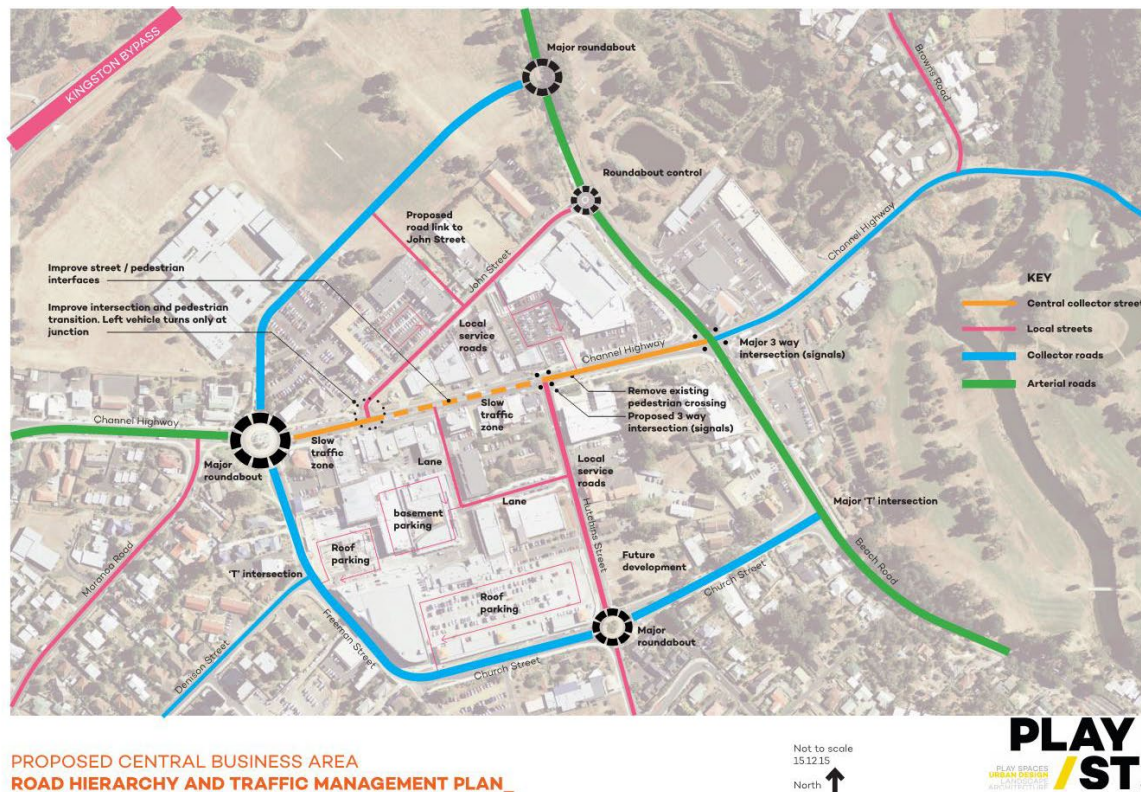 KINGSTON BYPASS
Major roundabout
Browns Road
Roundabout control
Proposed
road link to
John Street
Channel Highway
Improve street / pedestrian
interfaces
John Street
KEY
Central collector street
Local streets
Collector roads
Arterial roads
Improve intersection and pedestrian
transition. Left vehicle turns only at
junction
Local
service
roads
Channel Highway
Major 3 way
intersection (signals)
Remove existing
pedestrian crossing
Proposed 3 way
intersection (signals)
Slow
traffic
zone
Channel Highway
Slow
traffic
zone
Major
roundabout
Lane
Local
service
roads
basement
parking
Lane
Hutchins Street
Major 'T' intersection
Maranoa Road
Roof
parking
Future
development
Beach Road
'T' intersection
Roof
parking
Church Street
Freeman Street
Denison Street
Major
roundabout
Church Street
PROPOSED CENTRAL BUSINESS AREA
ROAD HIERARCHY AND TRAFFIC MANAGEMENT PLAN_
Not to scale
15.12.15
North
PLAY
/ST
PLAY SPACES
URBAN DESIGN
LANDSCAPE
ARCHITECTURE